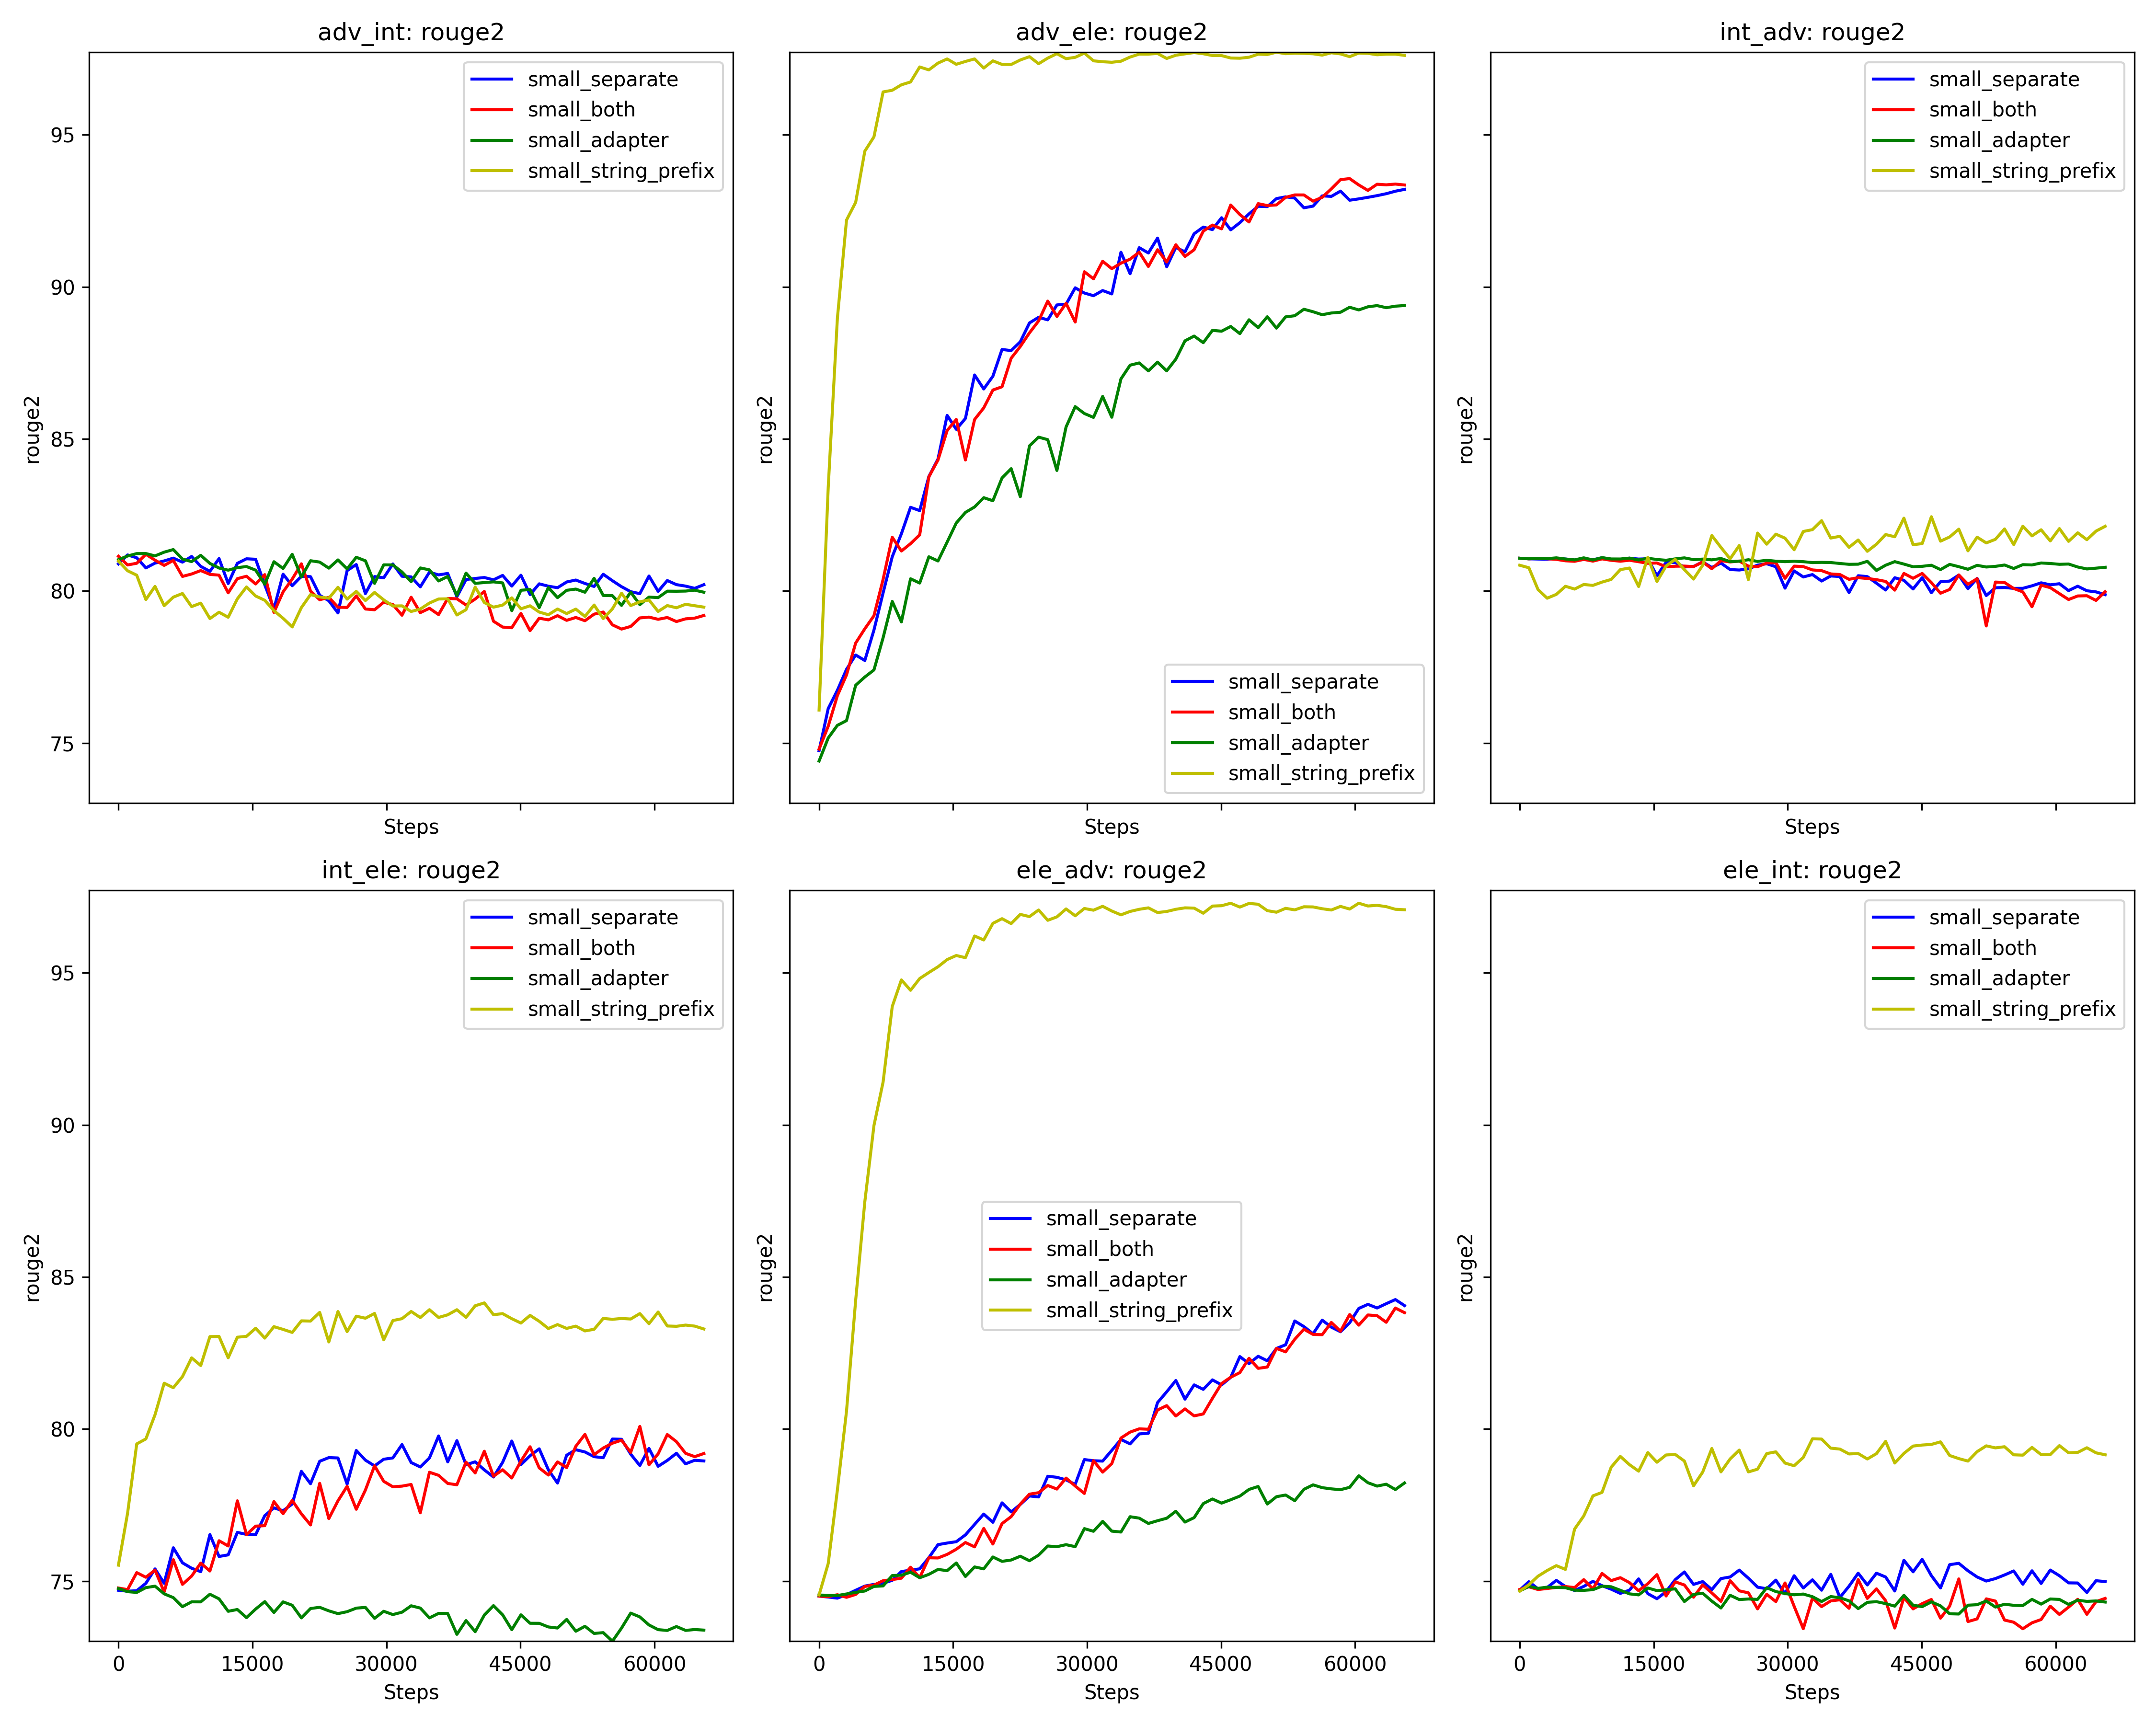 adv_int: rouge2
adv_ele: rouge2
int_adv: rouge2
small_separate
small_both
small_adapter
small_string_prefix
95
90
85
80
75
rouge2
Steps
small_separate
small_both
small_adapter
small_string_prefix
rouge2
Steps
small_separate
small_both
small_adapter
small_string_prefix
rouge2
Steps
int_ele: rouge2
ele_adv: rouge2
ele_int: rouge2
small_separate
small_both
small_adapter
small_string_prefix
95
90
85
80
75
rouge2
0 15000 30000 45000 60000
Steps
small_separate
small_both
small_adapter
small_string_prefix
rouge2
0 15000 30000 45000 60000
Steps
small_separate
small_both
small_adapter
small_string_prefix
rouge2
0 15000 30000 45000 60000
Steps